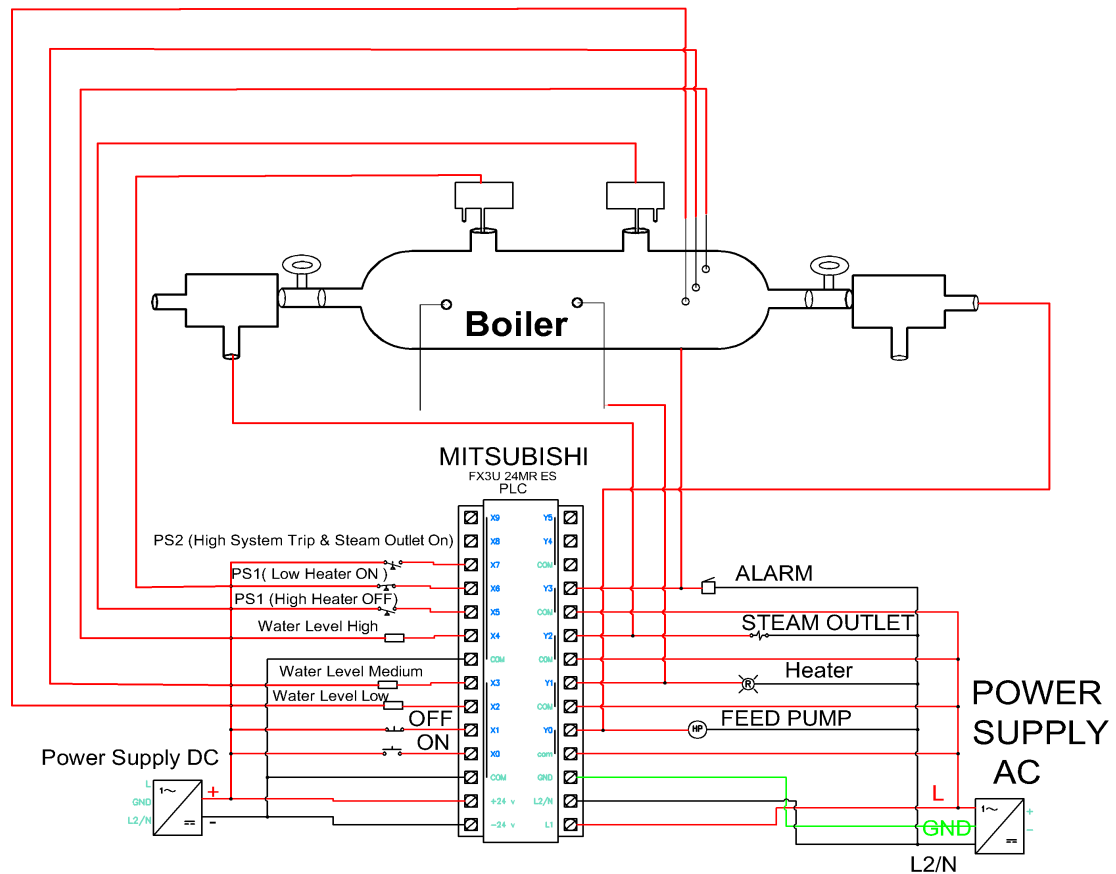 Boiler
MITSUBISHI
FX3U 24MR ES
PLC
X9
Y5
PS2 (High System Trip & Steam Outlet On)
X8
Y4
X7
COM
PS1( Low Heater ON )
X6
Y3
ALARM
PS1 (High Heater OFF)
X5
COM
Water Level High
X4
Y2
STEAM OUTLET
COM
COM
Water Level Medium
X3
Y1
Heater
R
Water Level Low
X2
COM
POWER
SUPPLY
AC
OFF
X1
Y0
FEED PUMP
HP
ON
X0
com
Power Supply DC
COM
GND
L
GND
L2/N
1~
+
-
+24 v
L2/N
-24 v
L1
L
GND
L2/N
1~
+
-